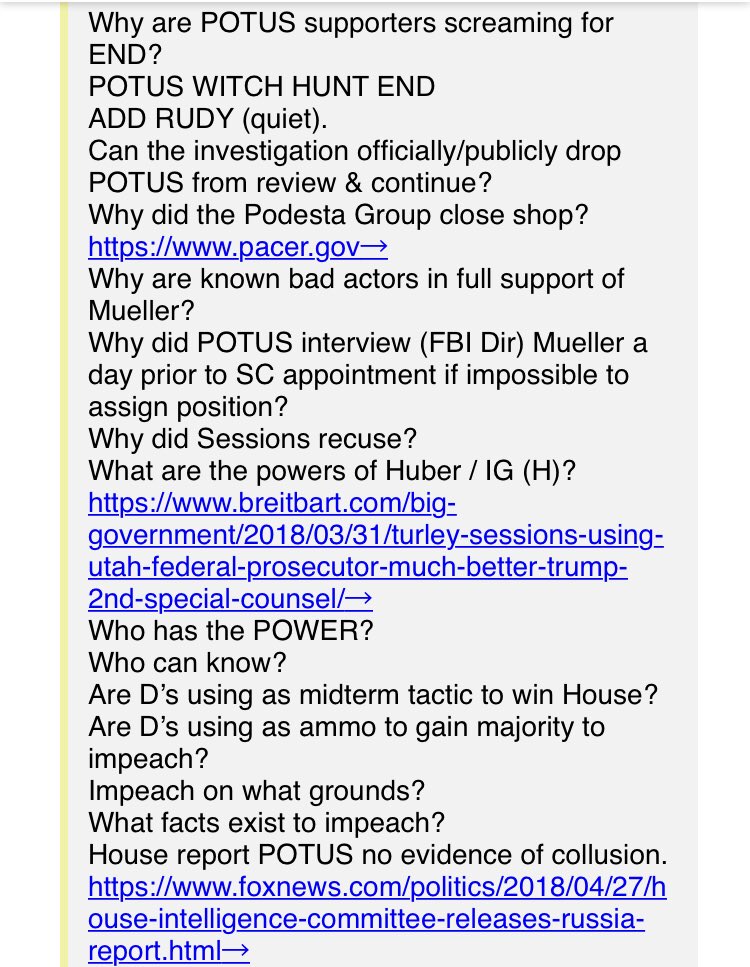 Why are POTUS supporters screaming for
END?
POTUS WITCH HUNT END
ADD RUDY (quiet).
Can the investigation officially/publicly drop
POTUS from review & continue?
Why did the Podesta Group close shop?
https://www.pacer.gov→
Why are known bad actors in full support of
Mueller?
Why did POTUS interview (FBI Dir) Mueller a
day prior to SC appointment if impossible to
assign position?
Why did Sessions recuse?
What are the powers of Huber / IG (H)?
https://www.breitbart.com/big-
government/2018/03/31/turley-sessions-using-
utah-federal-prosecutor-much-better-trump-
2nd-special-counsel/→
Who has the POWER?
Who can know?
Are D’s using as midterm tactic to win House?
Are D’s using as ammo to gain majority to
impeach?
Impeach on what grounds?
What facts exist to impeach?
House report POTUS no evidence of collusion.
https://www.foxnews.com/politics/2018/04/27/h
ouse-intelligence-committee-releases-russia-
report.html→